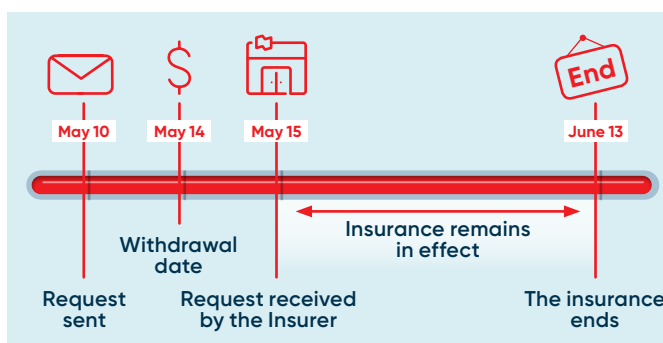 End
May 10
May 14
May 15
June 13
Insurance remains
in effect
Withdrawal
date
Request
sent
Request received
by the Insurer
The insurance
ends